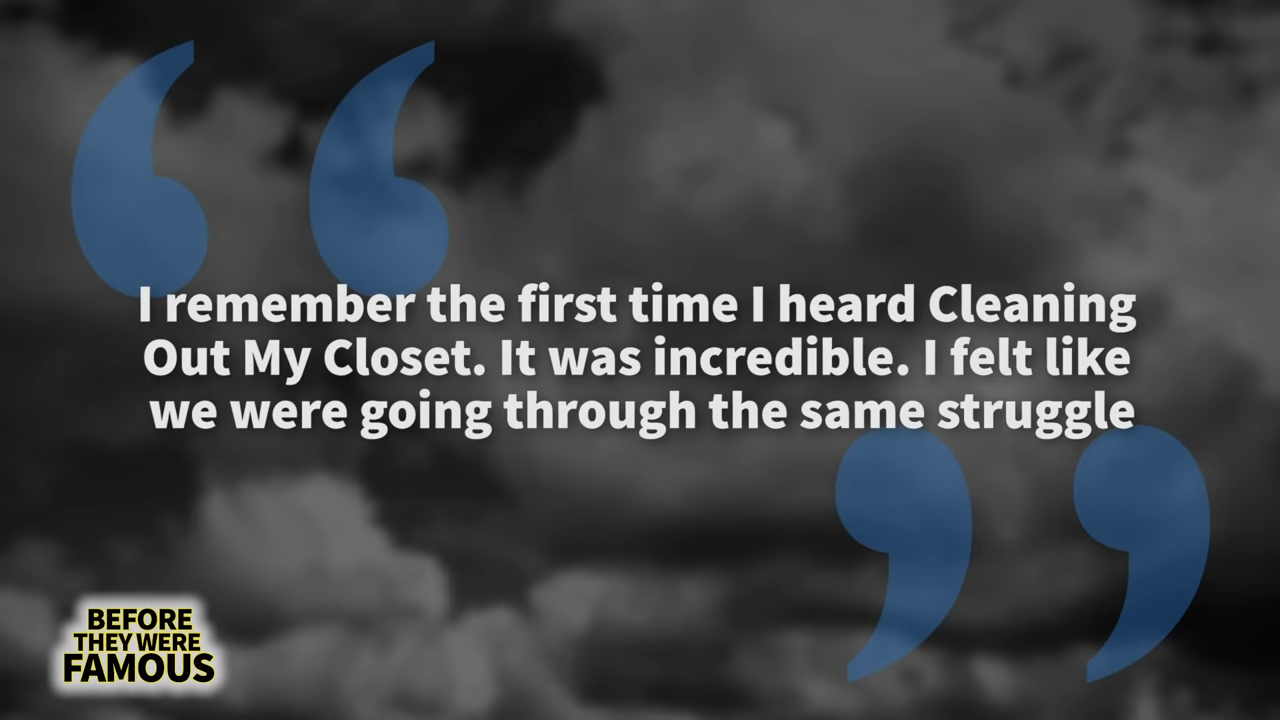 I remember the first time I heard Cleaning
Out My Closet. It was incredible. I felt like
we were going through the same struggle
BEFORE
THEY WERE
FAMOUS